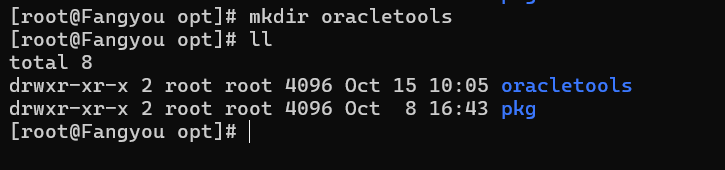 [root@Fangyou opt]# mkdir oracletools
[root@Fangyou opt]# ll
total 8
drwxr-xr-x 2 root root 4096 Oct 15 10:05 oracletools
drwxr-xr-x 2 root root 4096 Oct  8 16:43 pkg
[root@Fangyou opt]#